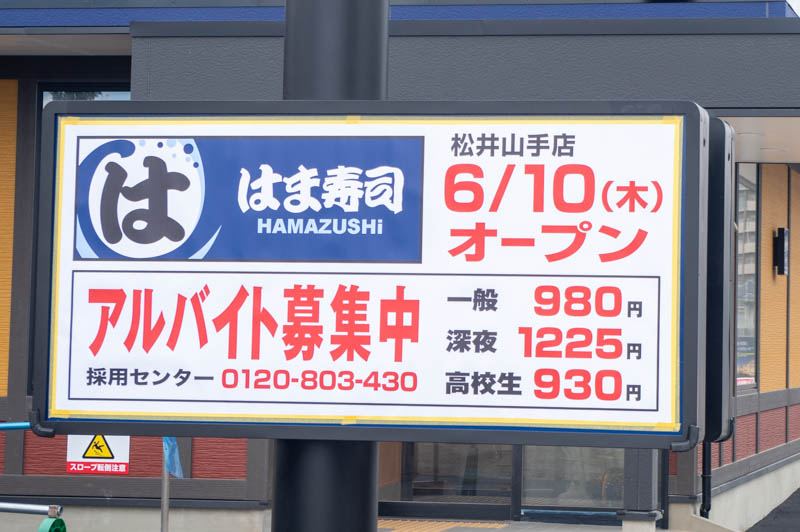 は
はま寿司
HAMAZUSHi
松井山手店
6/10(木)
オープン
アルバイト募集中
採用センター 0120-803-430
一般 980円
深夜 1225円
高校生 930円
スロープ転倒注意